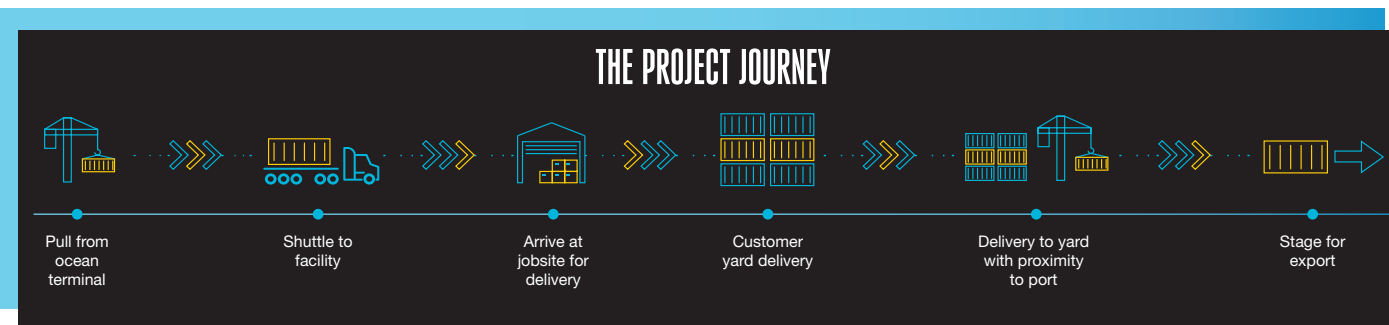 THE PROJECT JOURNEY
Pull from
ocean
terminal
Shuttle to
facility
Arrive at
jobsite for
delivery
Customer
yard delivery
Delivery to yard
with proximity
to port
Stage for
export